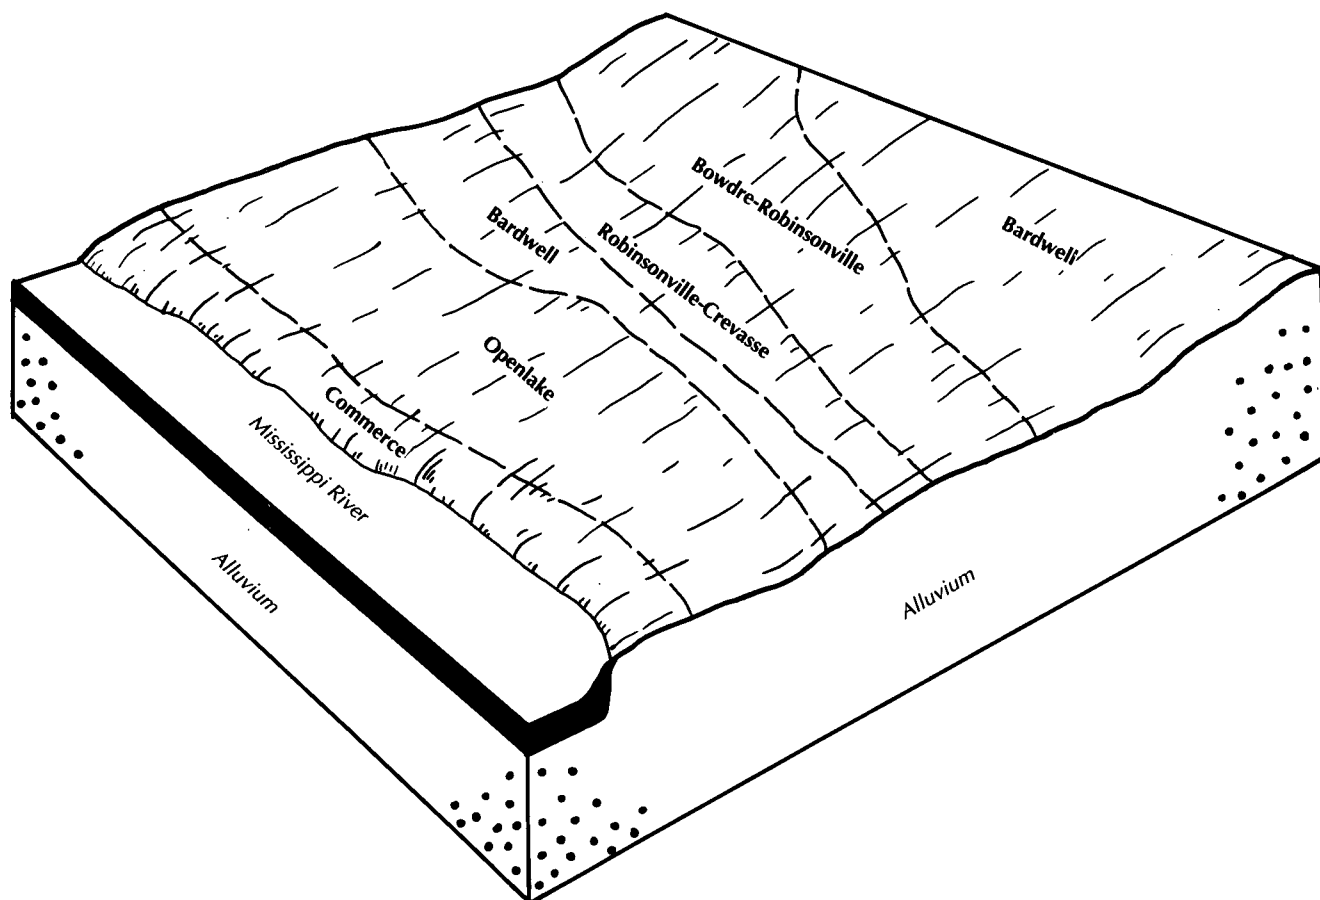 Bowdre-Robinsonville
Bardwell
Bardwell
Robinsonville-Crevasse
Openlake
Commerce
Mississippi River
Alluvium
Alluvium